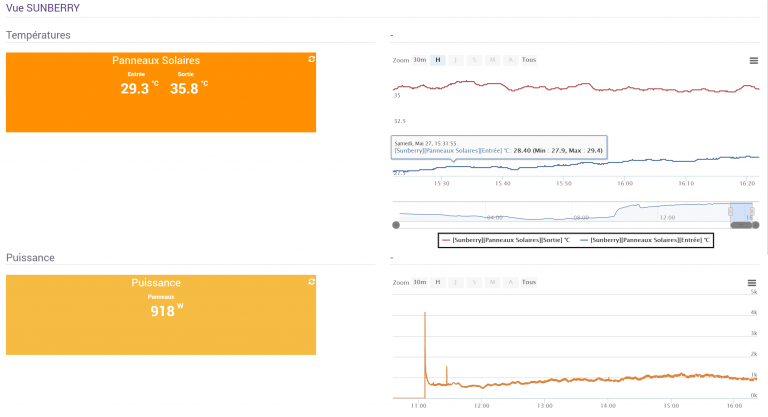 Vue SUNBERRY
Températures
-
Panneaux Solaires
Entrée Sortie
29.3 °C 35.8 °C
Zoom 30m H J S M A Tous
35
32.5
Samedi, Mai 27, 15:31:55
[Sunberry][Panneaux Solaires][Entrée] °C 28.40 (Min : 27.9, Max : 29.4)
27.5
15:30 15:40 15:50 16:00 16:10 16:20
04:00 08:00 12:00
[Sunberry][Panneaux Solaires][Sortie] °C [Sunberry][Panneaux Solaires][Entrée] °C
Puissance
-
Puissance
Panneaux
918 W
Zoom 30m H J S M A Tous
5k
4k
3k
2k
1k
0k
11:00 12:00 13:00 14:00 15:00 16:00